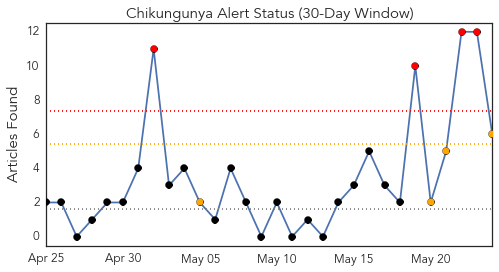 Chikungunya Alert Status (30-Day Window)
Articles Found
12
10
8
6
4
2
0
Apr 25
Apr 30
May 05
May 10
May 15
May 20